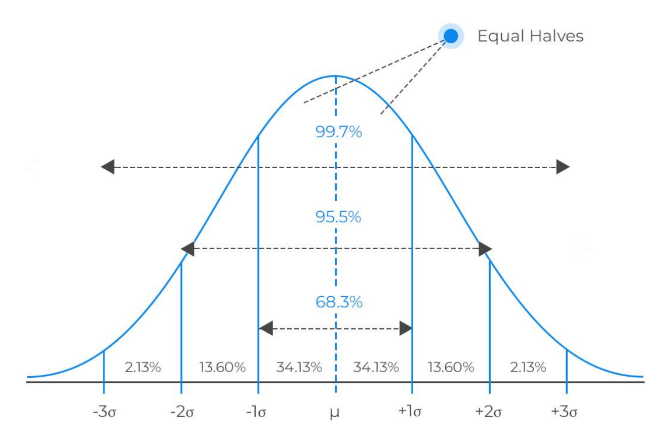 Equal Halves
99.7%
95.5%
68.3%
2.13% 13.60% 34.13% 34.13% 13.60% 2.13%
-3σ -2σ -1σ μ +1σ +2σ +3σ